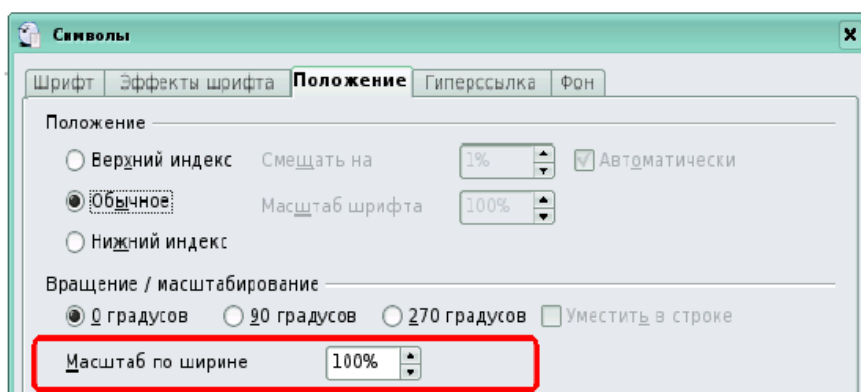 Символы
Шрифт Эффекты шрифта Положение Гиперссылка Фон
Положение
Верхний индекс Смещать на 1% Автоматически
Обычное Масштаб шрифта 100%
Нижний индекс
Вращение / масштабирование
0 градусов 90 градусов 270 градусов Уместить в строке
Масштаб по ширине 100%